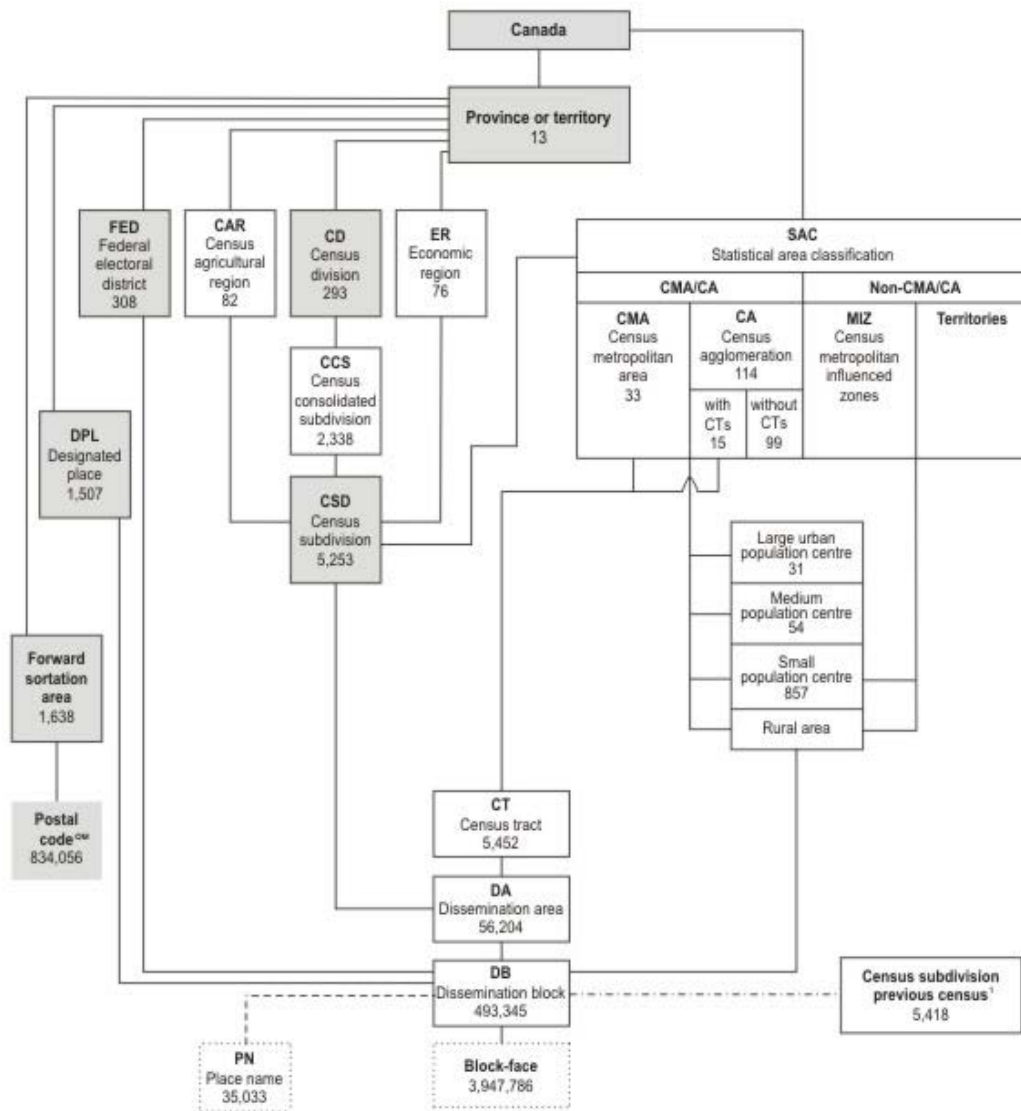 Canada
Province or territory
13
FED
Federal
electoral
district
308
CAR
Census
agricultural
region
82
CD
Census
division
293
ER
Economic
region
76
SAC
Statistical area classification
CMA/CA
Non-CMA/CA
CMA
Census
metropolitan
area
33
CA
Census
agglomeration
114
with
CTs
15
without
CTs
99
MIZ
Census
metropolitan
influenced
zones
Territories
CCS
Census
consolidated
subdivision
2,338
DPL
Designated
place
1,507
CSD
Census
subdivision
5,253
Large urban
population centre
31
Medium
population centre
54
Small
population centre
857
Rural area
Forward
sortation
area
1,638
Postal
code OM
834,056
CT
Census tract
5,452
DA
Dissemination area
56,204
DB
Dissemination block
493,345
Census subdivision
previous census¹
5,418
PN
Place name
35,033
Block-face
3,947,786